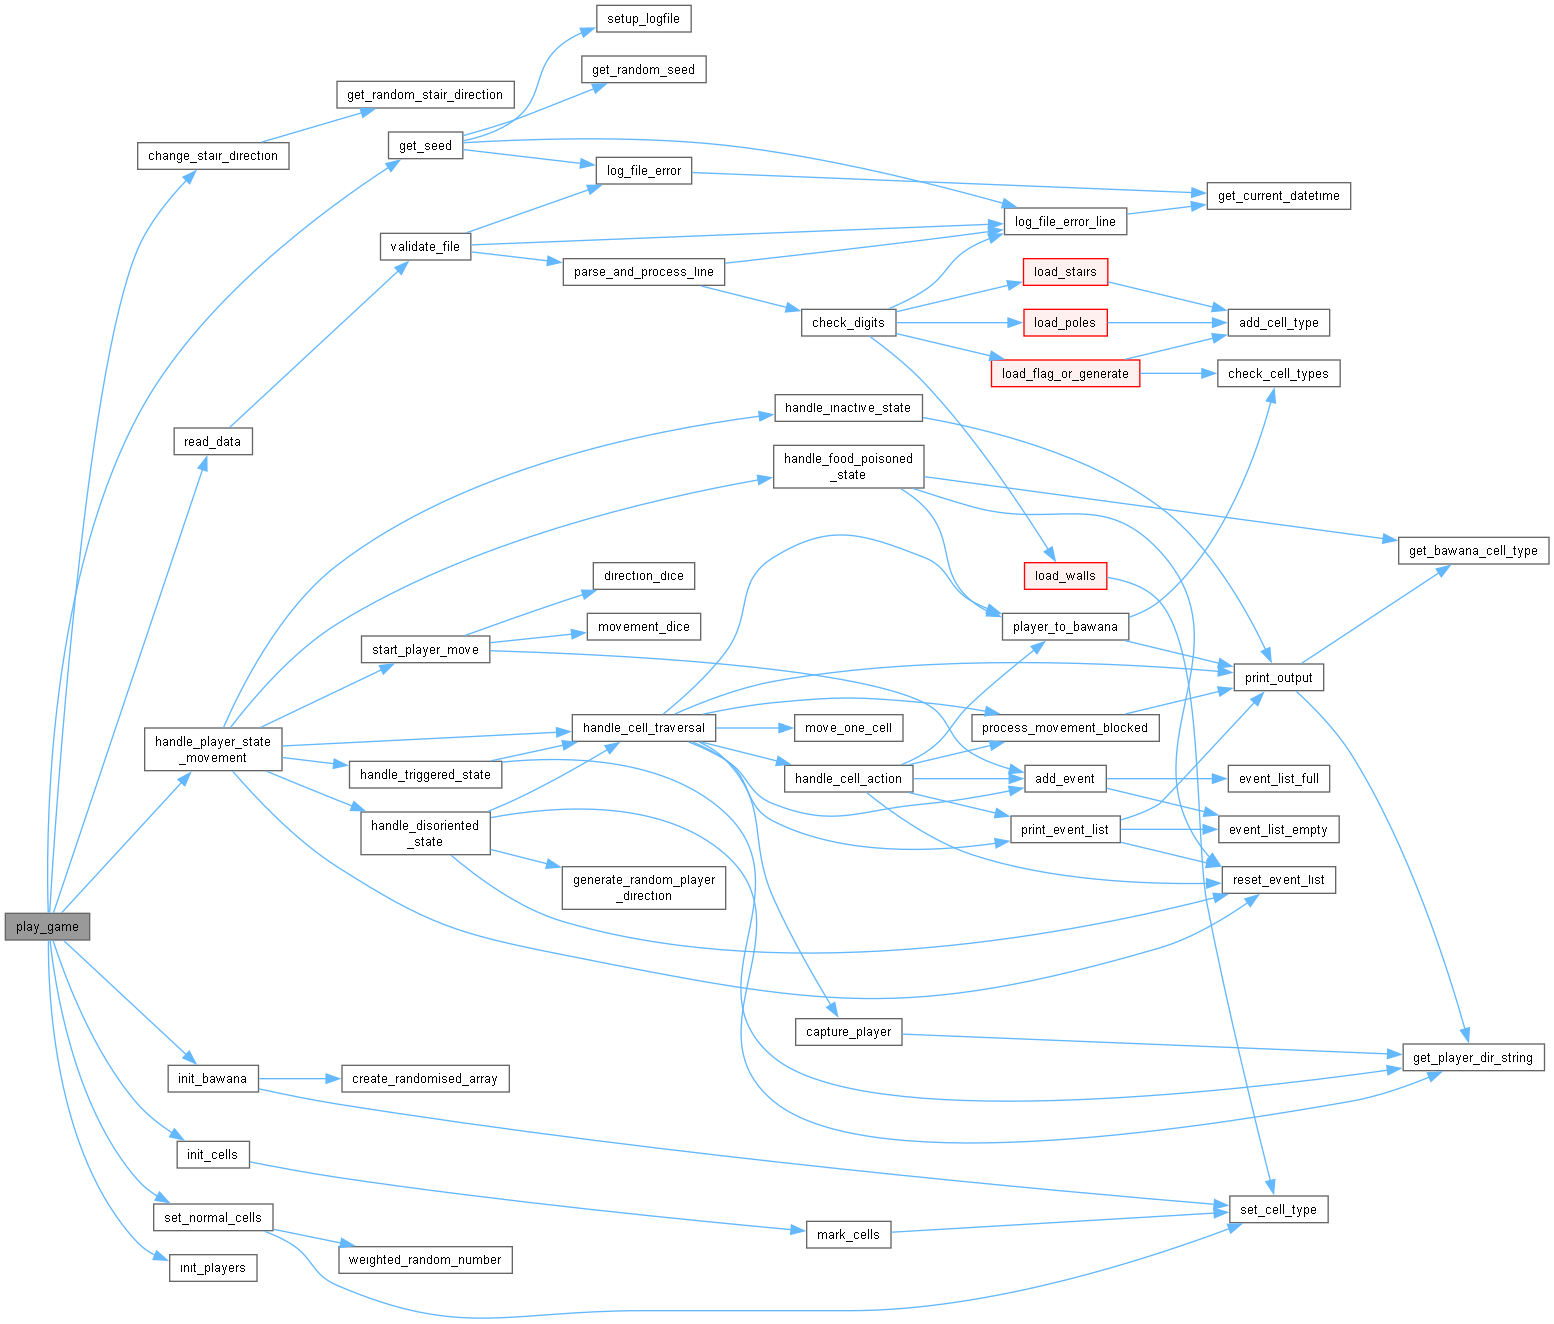 setup_logfile
get_random_seed
get_random_stair_direction
get_seed
change_stair_direction
log_file_error
get_current_datetime
log_file_error_line
validate_file
parse_and_process_line
load_stairs
check_digits
load_poles
add_cell_type
load_flag_or_generate
check_cell_types
handle_inactive_state
read_data
handle_food_poisoned
_state
get_bawana_cell_type
direction_dice
load_walls
movement_dice
player_to_bawana
start_player_move
print_output
handle_cell_traversal
move_one_cell
process_movement_blocked
handle_player_state
_movement
handle_triggered_state
handle_cell_action
add_event
event_list_full
handle_disoriented
_state
print_event_list
event_list_empty
generate_random_player
_direction
reset_event_list
play_game
capture_player
get_player_dir_string
init_bawana
create_randomised_array
init_cells
set_normal_cells
set_cell_type
mark_cells
weighted_random_number
init_players